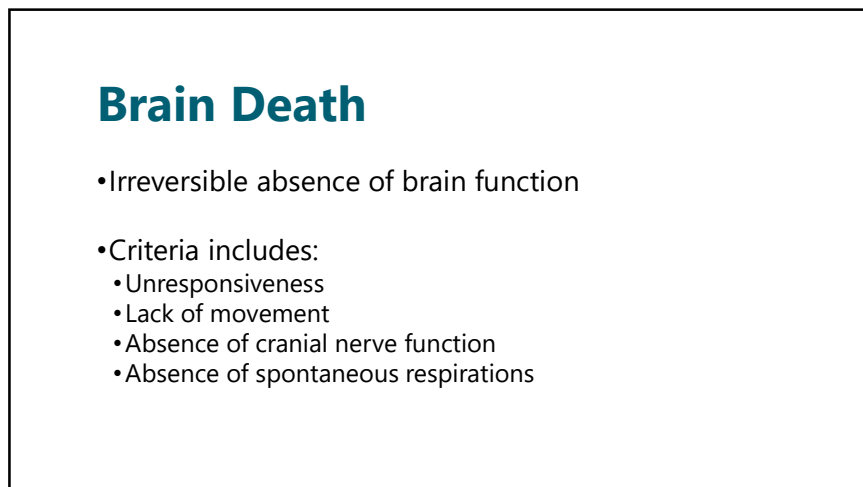 Brain Death
•Irreversible absence of brain function
•Criteria includes:
•Unresponsiveness
•Lack of movement
•Absence of cranial nerve function
•Absence of spontaneous respirations